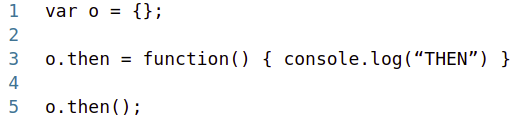 1 var o = {};
2
3 o.then = function() { console.log(“THEN”) }
4
5 o.then();